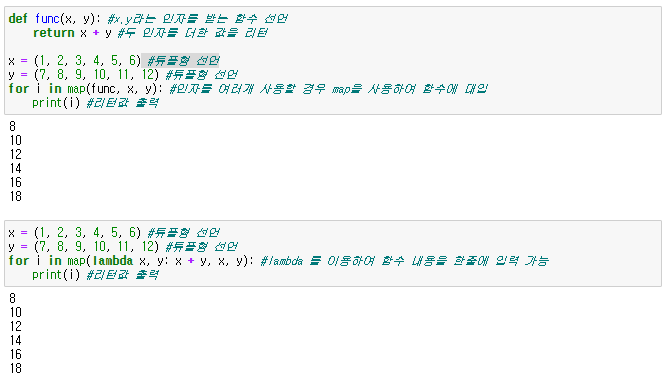 def func(x, y): #x,y라는 인자를 받는 함수 선언
    return x + y #두 인자를 더한 값을 리턴

x = (1, 2, 3, 4, 5, 6) #튜플형 선언
y = (7, 8, 9, 10, 11, 12) #튜플형 선언
for i in map(func, x, y): #인자를 여러개 사용할 경우 map을 사용하여 함수에 대입
    print(i) #리턴값 출력
8
10
12
14
16
18
x = (1, 2, 3, 4, 5, 6) #튜플형 선언
y = (7, 8, 9, 10, 11, 12) #튜플형 선언
for i in map(lambda x, y: x + y, x, y): #lambda 를 이용하여 함수 내용을 한줄에 입력 가능
    print(i) #리턴값 출력
8
10
12
14
16
18